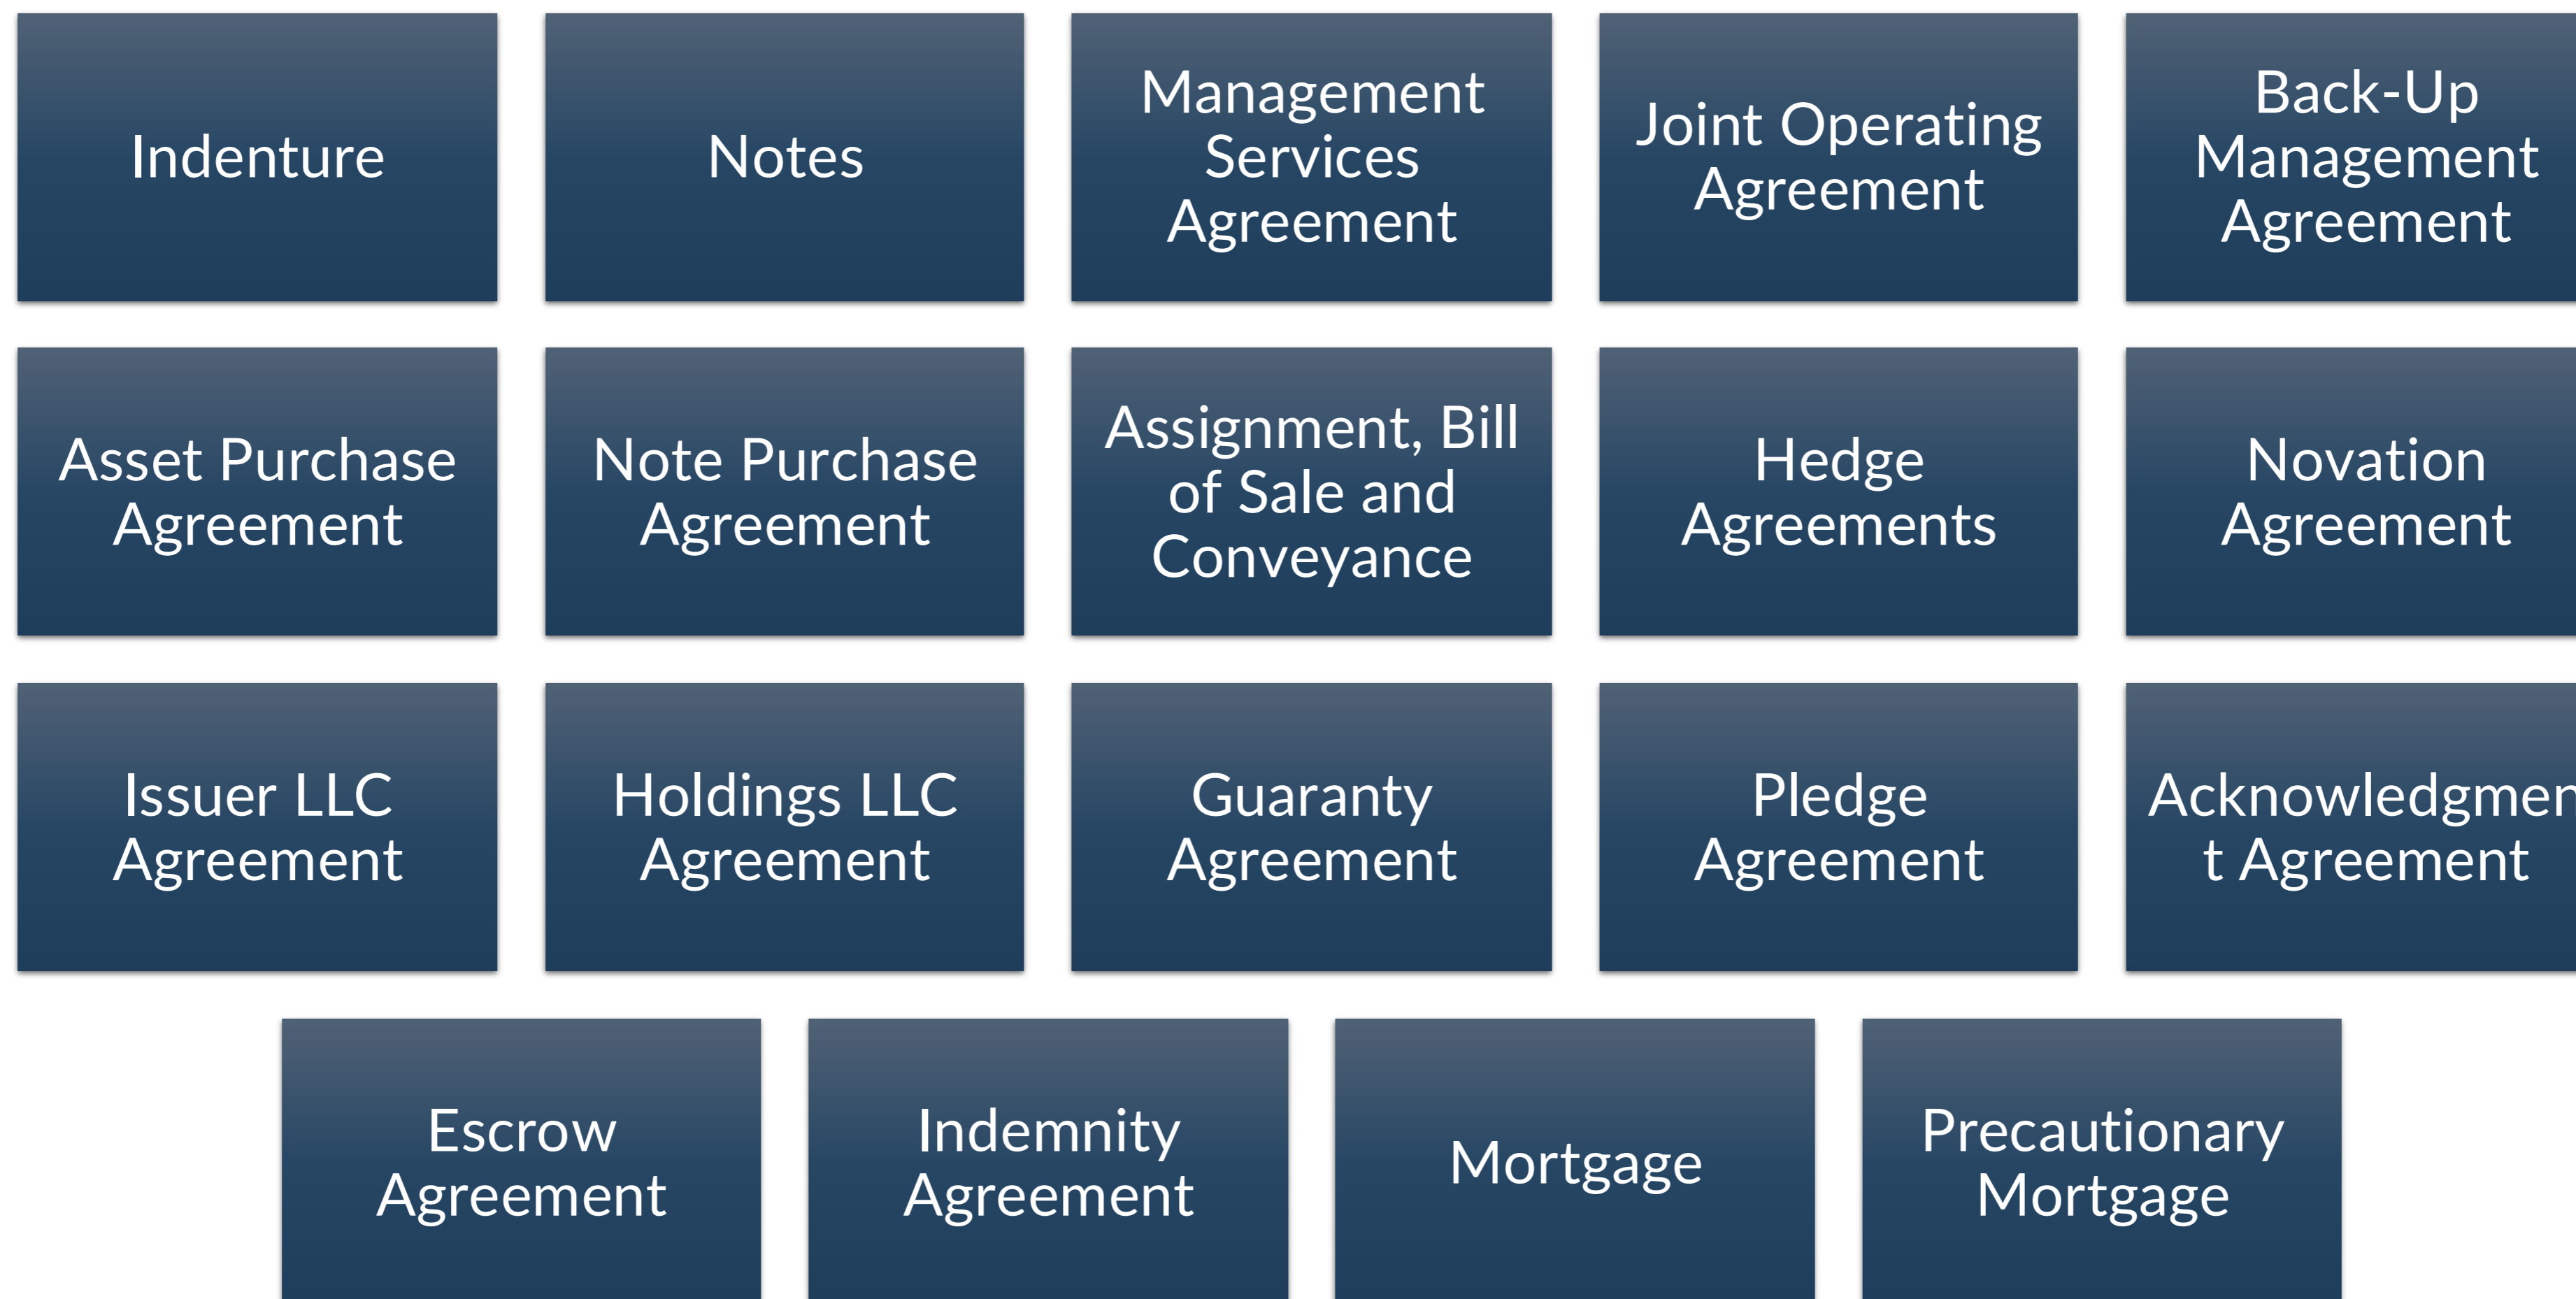 Indenture
Notes
Management
Services
Agreement
Joint Operating
Agreement
Back-Up
Management
Agreement
Asset Purchase
Agreement
Note Purchase
Agreement
Assignment, Bill
of Sale and
Conveyance
Hedge
Agreements
Novation
Agreement
Issuer LLC
Agreement
Holdings LLC
Agreement
Guaranty
Agreement
Pledge
Agreement
Acknowledgmen
t Agreement
Escrow
Agreement
Indemnity
Agreement
Mortgage
Precautionary
Mortgage